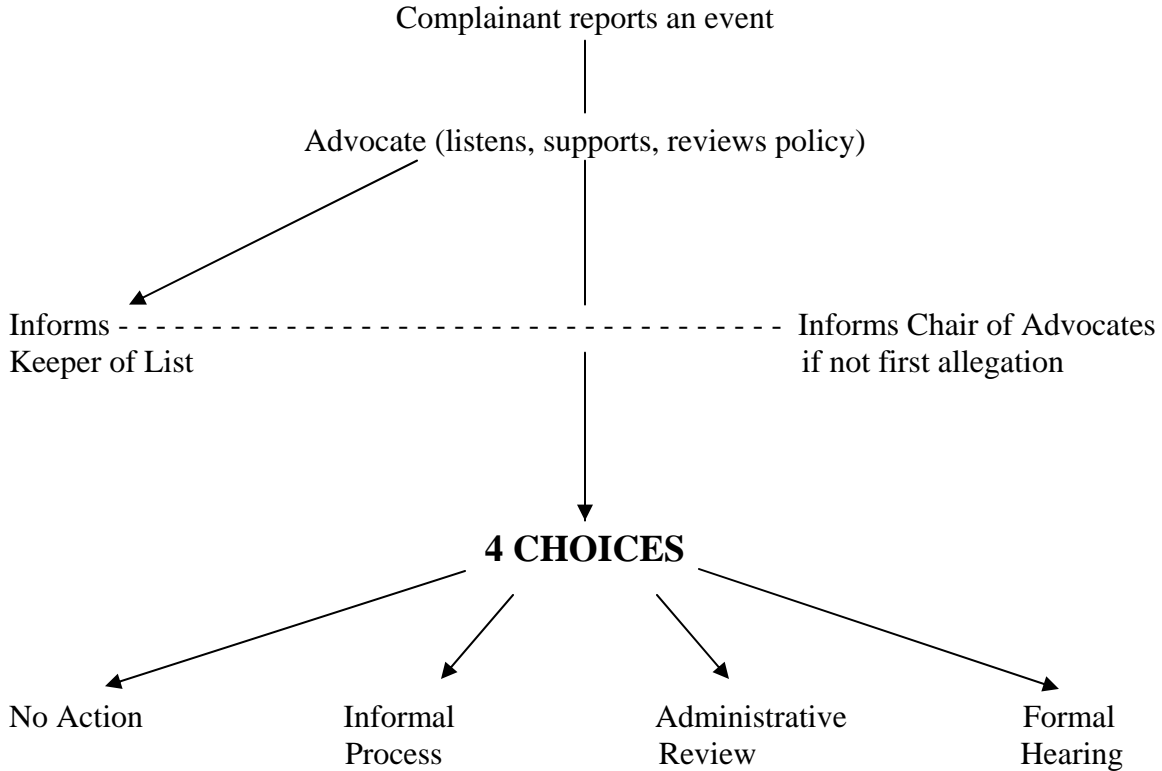 Complainant reports an event
Advocate (listens, supports, reviews policy)
Informs - - - - - - - - - - - - - - - - - - - - - - - - - - - - - - - - - - - - - - - - - - - Informs Chair of Advocates
Keeper of List if not first allegation
4 CHOICES
No Action Informal Administrative Formal
Process Review Hearing